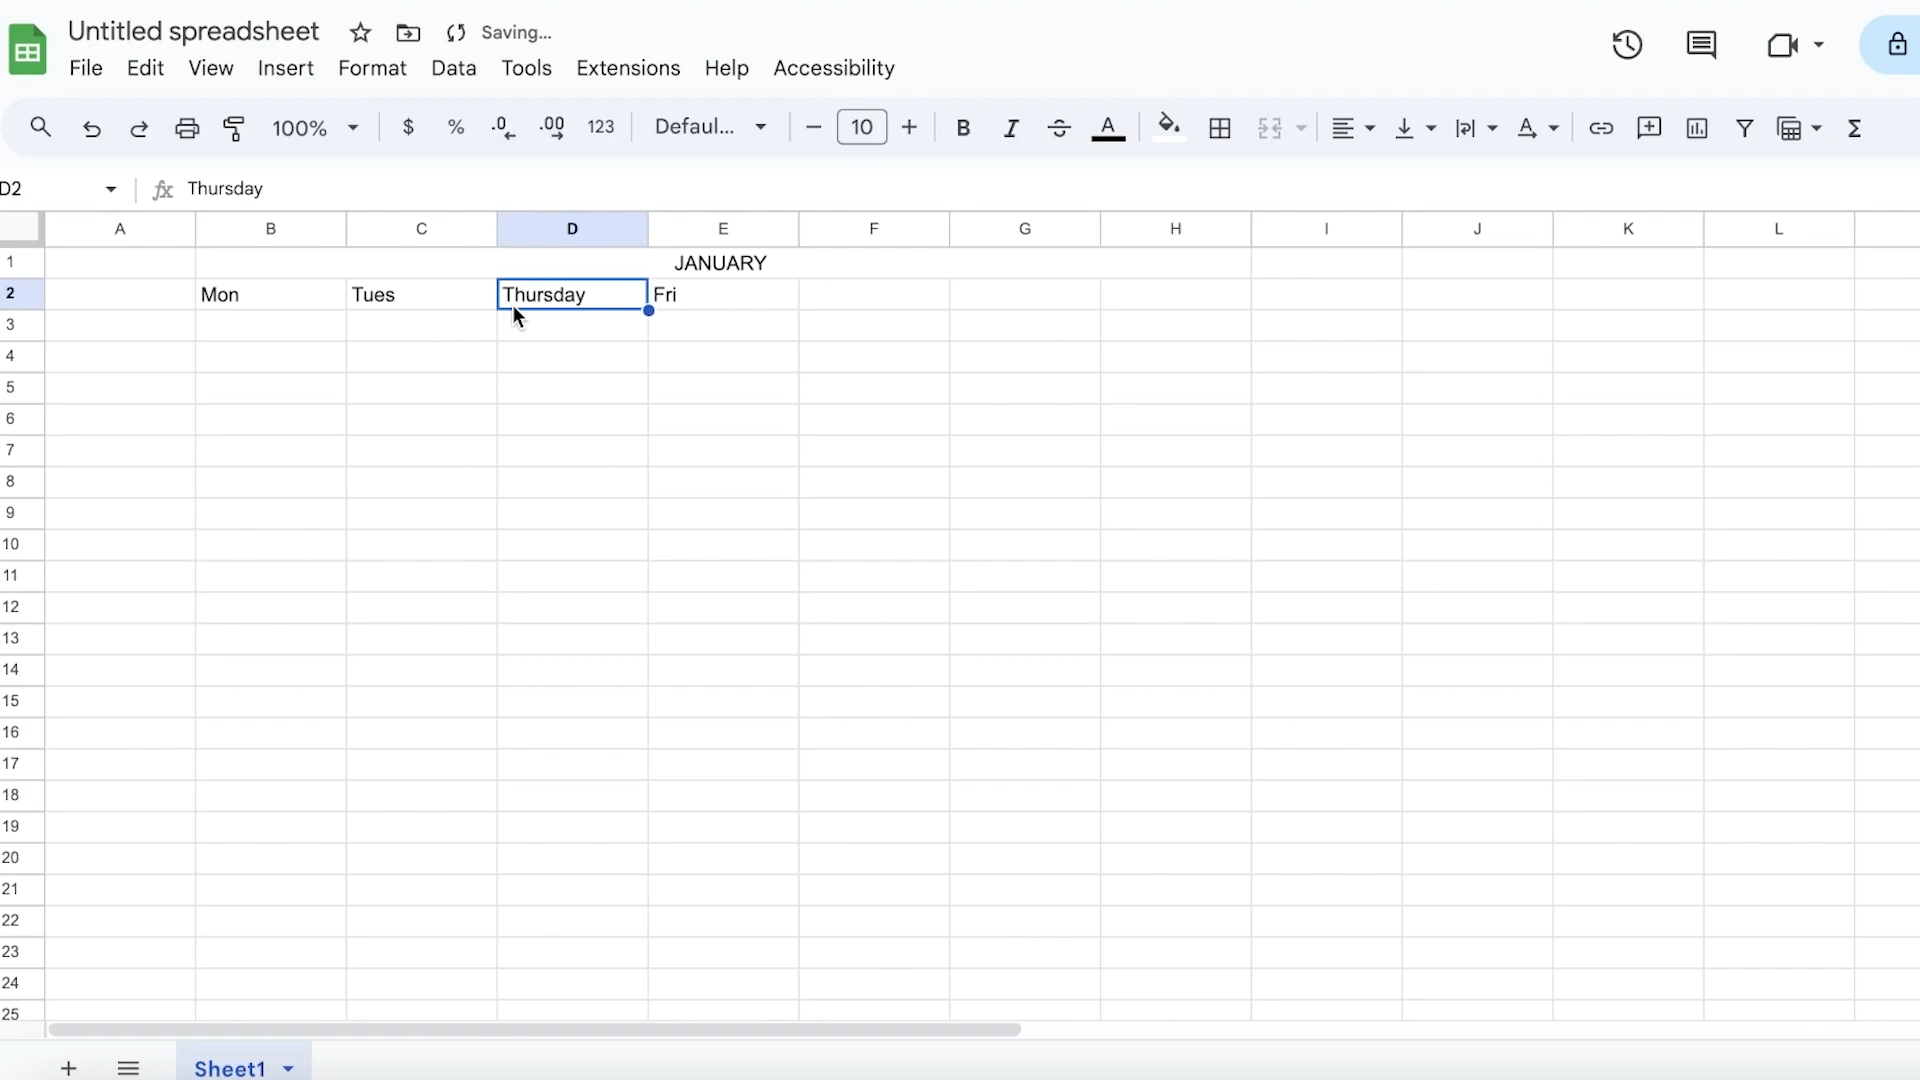 Untitled spreadsheet Saving...
File Edit View Insert Format Data Tools Extensions Help Accessibility
100% $ % .0 .00 123 Defaul... 10 B I A A Σ
D2 fx Thursday
A B C D E F G H I J K L
1 JANUARY
2 Mon Tues Thursday Fri
3
4
5
6
7
8
9
10
11
12
13
14
15
16
17
18
19
20
21
22
23
24
25
Sheet1